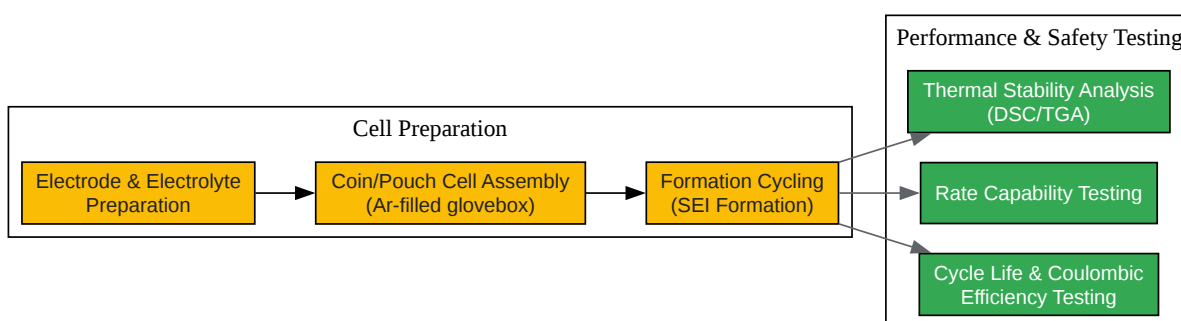 Performance & Safety Testing
Thermal Stability Analysis
(DSC/TGA)
Cell Preparation
Electrode & Electrolyte
Preparation
Coin/Pouch Cell Assembly
(Ar-filled glovebox)
Formation Cycling
(SEI Formation)
Rate Capability Testing
Cycle Life & Coulombic
Efficiency Testing